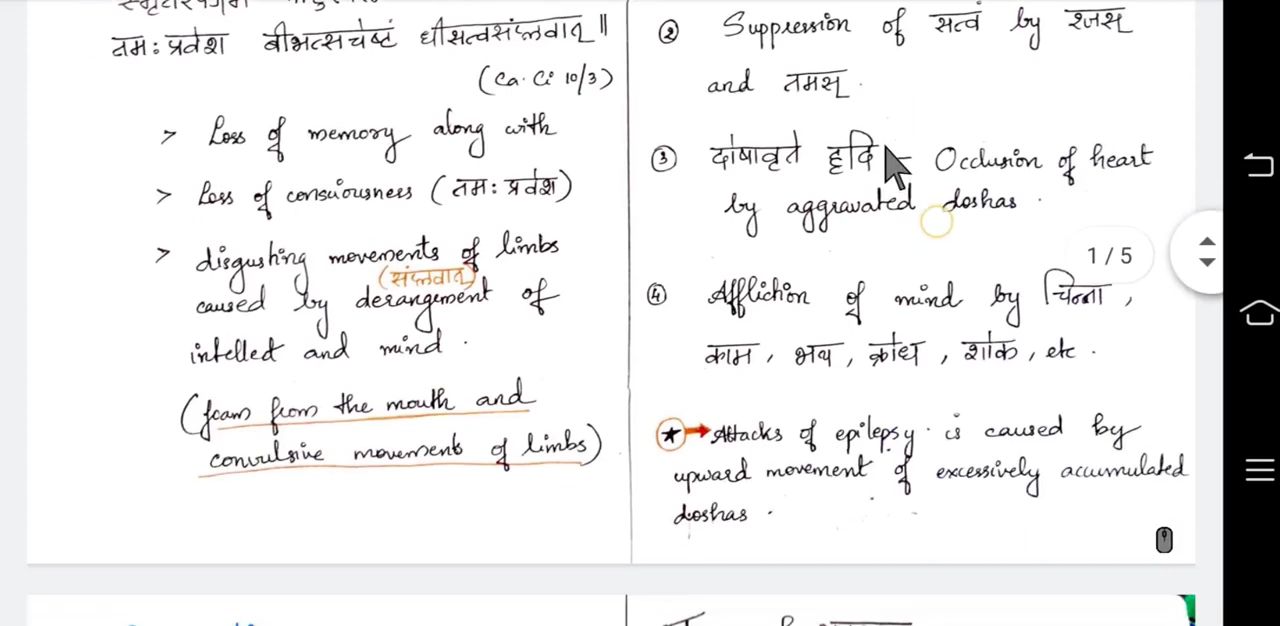 तमः प्रवेश बीभत्सचेष्टं धीसत्वसंप्लवात् ॥
(Ca. Ci 10/3)
> Loss of memory along with
> Loss of consiousness (तमः प्रवेश)
> disgushing movements of limbs
(संप्लवात्)
caused by derangement of
intellect and mind.
(foam from the mouth and
convulsive movements of limbs)
② Suppression of सत्वं by रजस्
and तमस्.
③ दोषावृते हृदि – Occlusion of heart
by aggravated doshas.
④ Affliction of mind by चिन्ता,
काम, भय, क्रोध, शोक, etc.
★→ Attacks of epilepsy is caused by
upward movement of excessively accumulated
doshas.
1 / 5